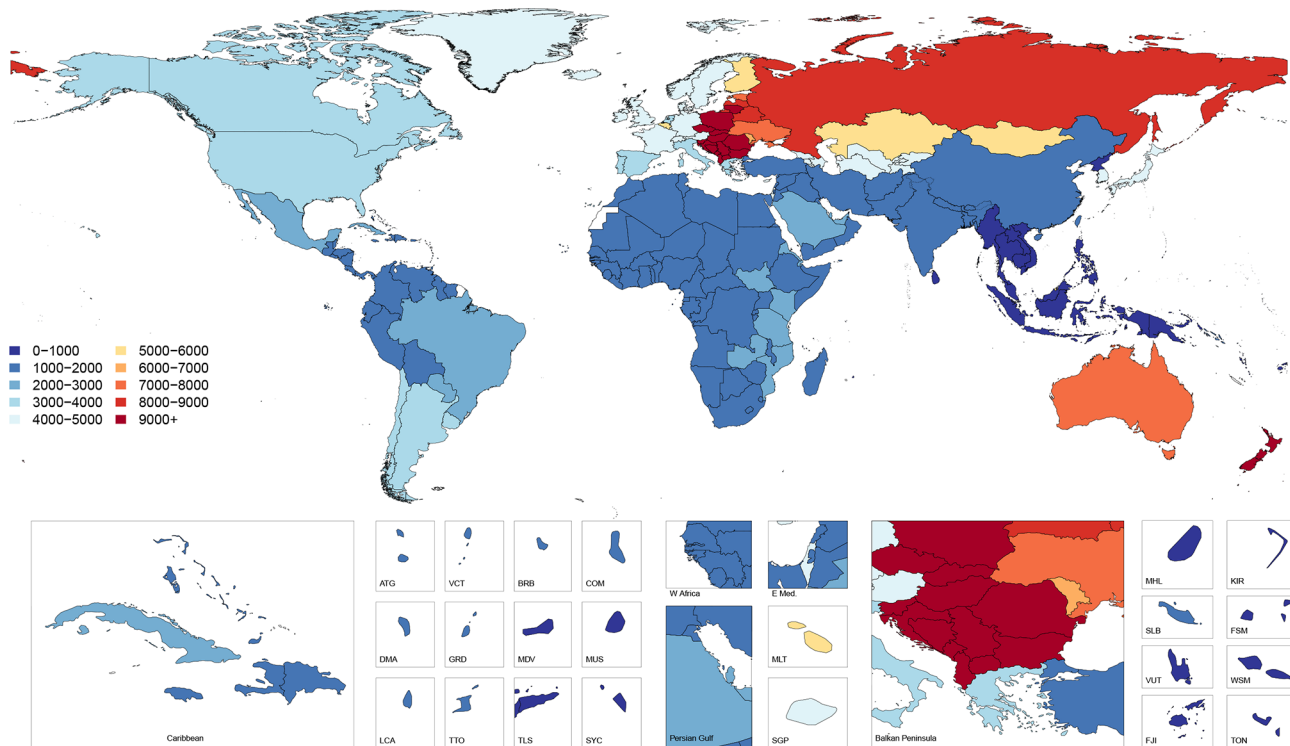 0−1000
1000−2000
2000−3000
3000−4000
4000−5000
5000−6000
6000−7000
7000−8000
8000−9000
9000+
Caribbean
ATG
VCT
BRB
COM
DMA
GRD
MDV
MUS
LCA
TTO
TLS
SYC
W Africa
E Med.
Persian Gulf
MLT
SGP
Balkan Peninsula
MHL
KIR
SLB
FSM
VUT
WSM
FJI
TON